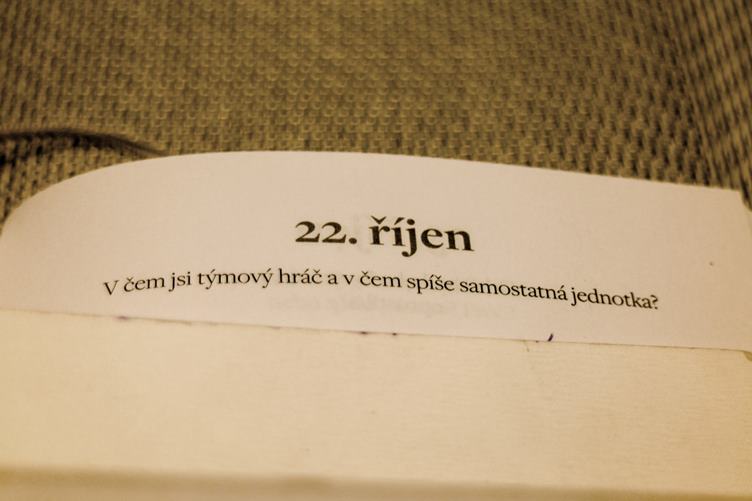 22. říjen
V čem jsi týmový hráč a v čem spíše samostatná jednotka?